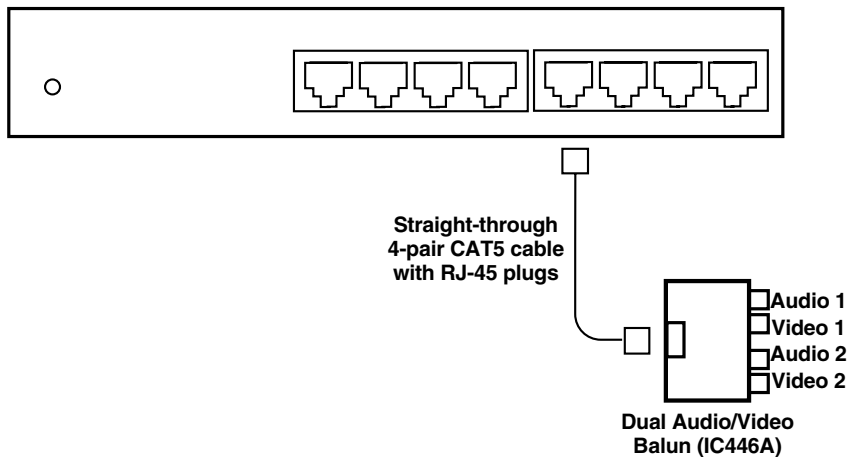 Straight-through
4-pair CAT5 cable
with RJ-45 plugs
Audio 1
Video 1
Audio 2
Video 2
Dual Audio/Video
Balun (IC446A)